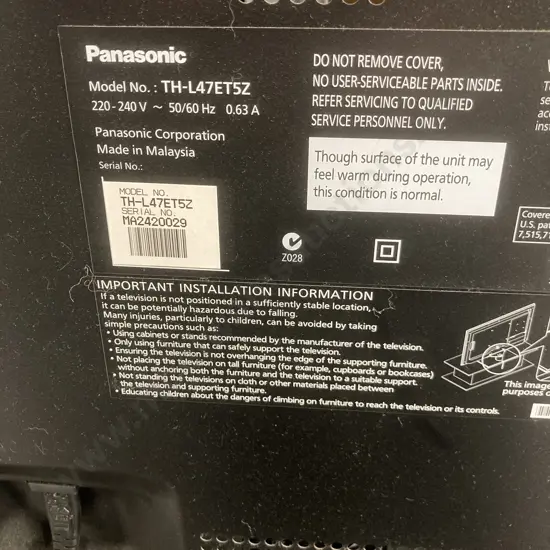 Panasonic
Model No. : TH-L47ET5Z
220-240 V ~ 50/60 Hz 0.63 A
Panasonic Corporation
Made in Malaysia
Serial No.:
MODEL NO.
TH-L47ET5Z
SERIAL NO.
MA2420029
DO NOT REMOVE COVER,
NO USER-SERVICEABLE PARTS INSIDE.
REFER SERVICING TO QUALIFIED
SERVICE PERSONNEL ONLY.
Though surface of the unit may
feel warm during operation,
this condition is normal.
Z028
Covere
U.S. pat
7,515,71
IMPORTANT INSTALLATION INFORMATION
If a television is not positioned in a sufficiently stable location,
it can be potentially hazardous due to falling.
Many injuries, particularly to children, can be avoided by taking
simple precautions such as:
• Using cabinets or stands recommended by the manufacturer of the television.
• Only using furniture that can safely support the television.
• Ensuring the television is not overhanging the edge of the supporting furniture.
• Not placing the television on tall furniture (for example, cupboards or bookcases)
without anchoring both the furniture and the television to a suitable support.
• Not standing the televisions on cloth or other materials placed between
the television and supporting furniture.
• Educating children about the dangers of climbing on furniture to reach the television or its controls.
This image
purposes o